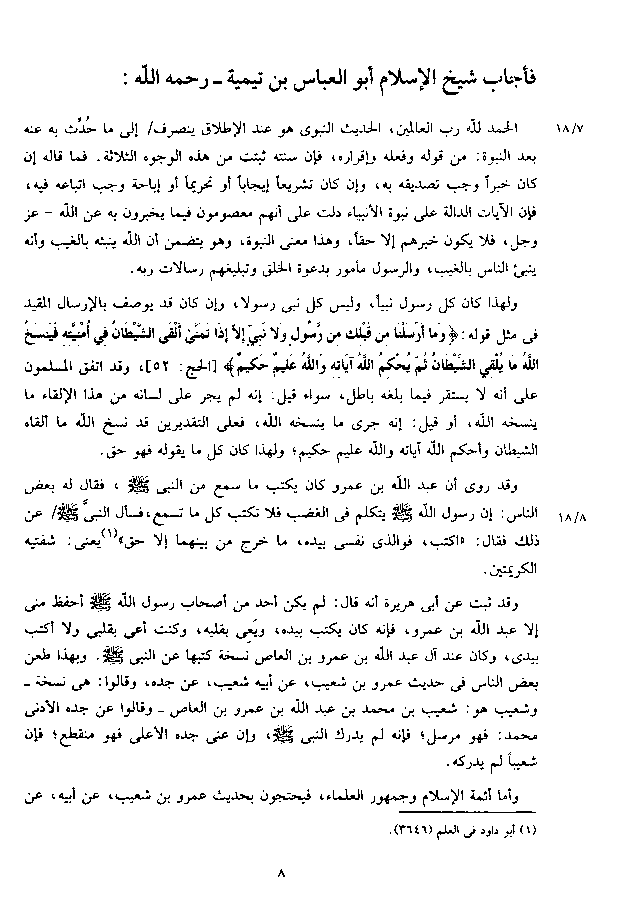 فأجاب شيخ الإسلام أبو العباس بن تيمية ـ رحمه الله :
١٨/٧ الحمد لله رب العالمين، الحديث النبوى هو عند الإطلاق ينصرف/ إلى ما حُدِّث به عنه
بعد النبوة: من قوله وفعله وإقراره، فإن سنته ثبتت من هذه الوجوه الثلاثة. فما قاله إن
كان خبراً وجب تصديقه به، وإن كان تشريعاً إيجاباً أو تحريماً أو إباحة وجب اتباعه فيه،
فإن الآيات الدالة على نبوة الأنبياء دلت على أنهم معصومون فيما يخبرون به عن الله - عز
وجل، فلا يكون خبرهم إلا حقاً، وهذا معنى النبوة، وهو يتضمن أن الله ينبئه بالغيب وأنه
ينبئ الناس بالغيب، والرسول مأمور بدعوة الخلق وتبليغهم رسالات ربه.
ولهذا كان كل رسول نبياً، وليس كل نبى رسولا، وإن كان قد يوصف بالإرسال المقيد
فى مثل قوله: ﴿وَمَا أَرْسَلْنَا مِن قَبْلِكَ مِن رَّسُولٍ وَلا نَبِيٍّ إِلاَّ إِذَا تَمَنَّىٰ أَلْقَى الشَّيْطَانُ فِي أُمْنِيَّتِهِ فَيَنسَخُ
اللَّهُ مَا يُلْقِي الشَّيْطَانُ ثُمَّ يُحْكِمُ اللَّهُ آيَاتِهِ وَاللَّهُ عَلِيمٌ حَكِيمٌ﴾ [الحج: ٥٢]، وقد اتفق المسلمون
على أنه لا يستقر فيما بلغه باطل، سواء قيل: إنه لم يجر على لسانه من هذا الإلقاء ما
ينسخه الله، أو قيل: إنه جرى ما ينسخه الله، فعلى التقديرين قد نسخ الله ما ألقاه
الشيطان وأحكم الله آياته والله عليم حكيم؛ ولهذا كان كل ما يقوله فهو حق.
وقد روى أن عبد الله بن عمرو كان يكتب ما سمع من النبى ﷺ ، فقال له بعض
١٨/٨ الناس: إن رسول الله ﷺ يتكلم فى الغضب فلا تكتب كل ما تسمع، فسأل النبىَّ ﷺ/ عن
ذلك فقال: «اكتب، فوالذى نفسى بيده، ما خرج من بينهما إلا حق»(١) يعنى: شفتيه
الكريمتين.
وقد ثبت عن أبى هريرة أنه قال: لم يكن أحد من أصحاب رسول الله ﷺ أحفظ منى
إلا عبد الله بن عمرو، فإنه كان يكتب بيده، ويَعِى بقلبه، وكنت أعى بقلبى ولا أكتب
بيدى، وكان عند آل عبد الله بن عمرو بن العاص نسخة كتبها عن النبى ﷺ. وبهذا طعن
بعض الناس فى حديث عمرو بن شعيب، عن أبيه شعيب، عن جده، وقالوا: هى نسخة ـ
وشعيب هو: شعيب بن محمد بن عبد الله بن عمرو بن العاص ـ وقالوا عن جده الأدنى
محمد: فهو مرسل؛ فإنه لم يدرك النبى ﷺ، وإن عنى جده الأعلى فهو منقطع؛ فإن
شعيباً لم يدركه.
وأما أئمة الإسلام وجمهور العلماء، فيحتجون بحديث عمرو بن شعيب، عن أبيه، عن
(١) أبو داود فى العلم (٣٦٤٦).
٨